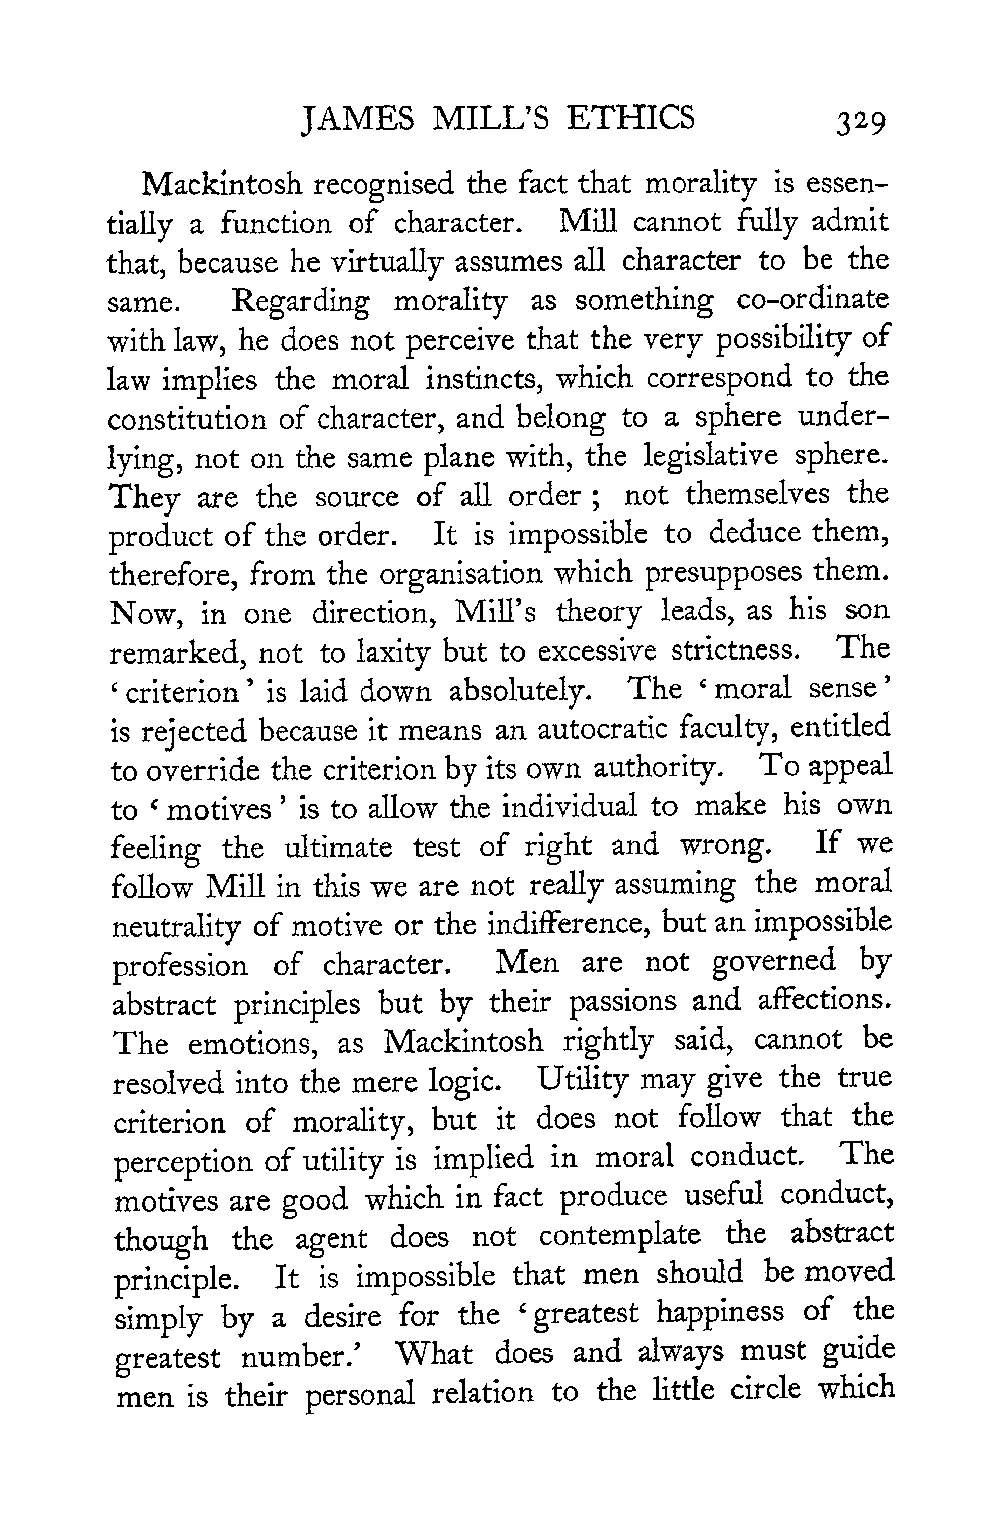 JAMES MILL'S ETHICS 329
Mackintosh recognised the fact that morality is essen-
tially a function of character. Mill cannot fully admit
that, because he virtually assumes all character to be the
same. Regarding morality as something co-ordinate
with law, he does not perceive that the very possibility of
law implies the moral instincts, which correspond to the
constitution of character, and belong to a sphere under-
lying, not on the same plane with, the legislative sphere.
They are the source of all order ; not themselves the
product of the order. It is impossible to deduce them,
therefore, from the organisation which presupposes them.
Now, in one direction, Mill's theory leads, as his son
remarked, not to laxity but to excessive strictness. The
‘ criterion ’ is laid down absolutely. The ‘ moral sense ’
is rejected because it means an autocratic faculty, entitled
to override the criterion by its own authority. To appeal
to ‘ motives ’ is to allow the individual to make his own
feeling the ultimate test of right and wrong. If we
follow Mill in this we are not really assuming the moral
neutrality of motive or the indifference, but an impossible
profession of character. Men are not governed by
abstract principles but by their passions and affections.
The emotions, as Mackintosh rightly said, cannot be
resolved into the mere logic. Utility may give the true
criterion of morality, but it does not follow that the
perception of utility is implied in moral conduct. The
motives are good which in fact produce useful conduct,
though the agent does not contemplate the abstract
principle. It is impossible that men should be moved
simply by a desire for the ‘ greatest happiness of the
greatest number.’ What does and always must guide
men is their personal relation to the little circle which